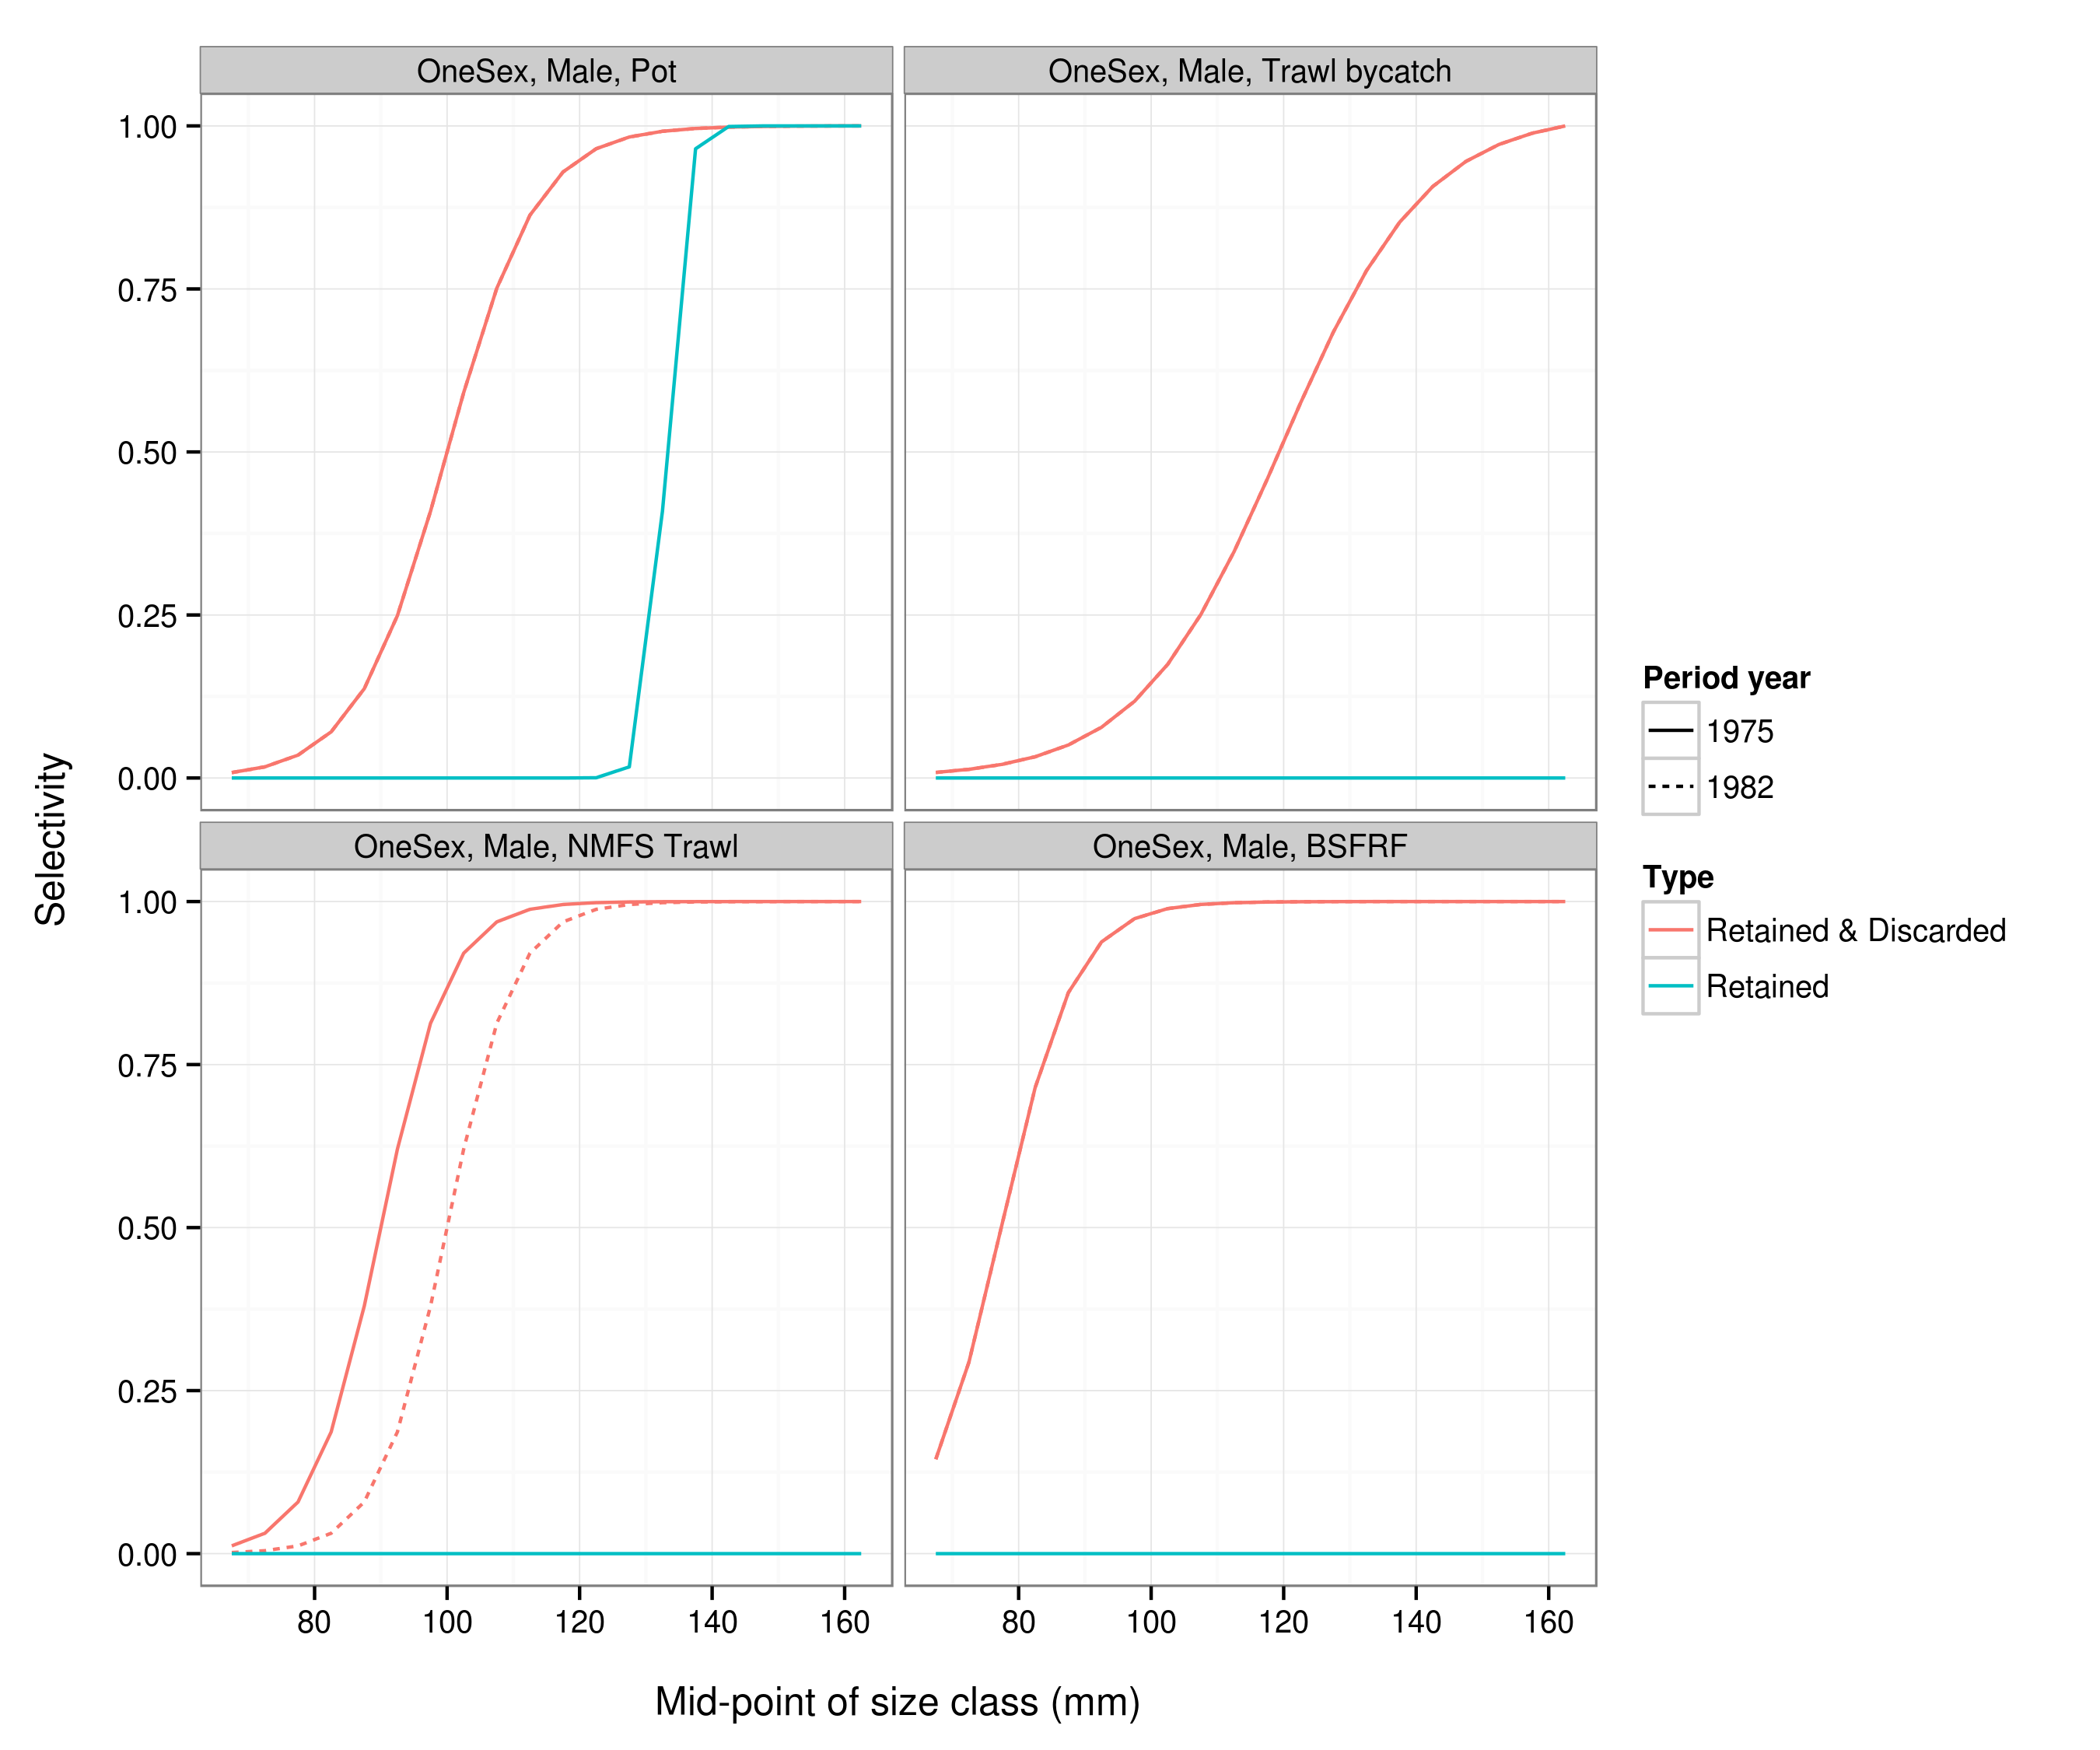 OneSex, Male, Pot
OneSex, Male, Trawl bycatch
1.00
0.75
0.50
0.25
0.00
OneSex, Male, NMFS Trawl
OneSex, Male, BSFRF
1.00
0.75
0.50
0.25
0.00
80 100 120 140 160
80 100 120 140 160
Mid-point of size class (mm)
Selectivity
Period year
1975
1982
Type
Retained & Discarded
Retained